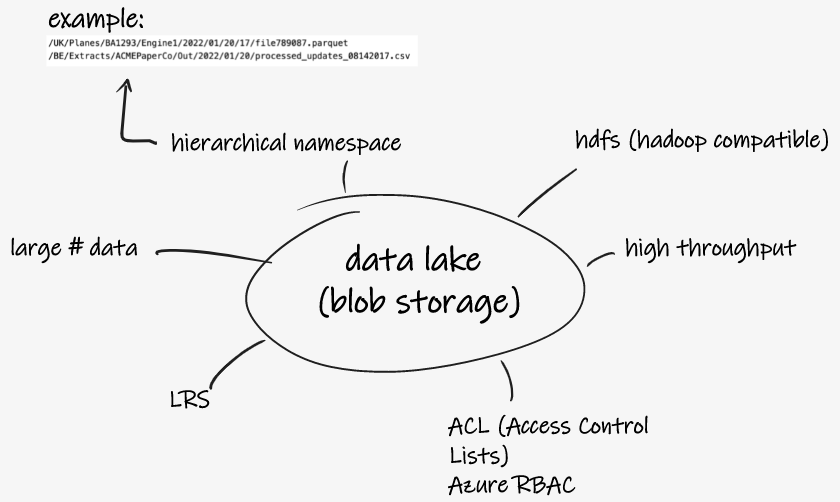 example:
/UK/Planes/BA1293/Engine1/2022/01/20/17/file789087.parquet
/BE/Extracts/ACMEPaperCo/Out/2022/01/20/processed_updates_08142017.csv
hierarchical namespace
hdfs (hadoop compatible)
large # data
high throughput
data lake
(blob storage)
LRS
ACL (Access Control
Lists)
Azure RBAC